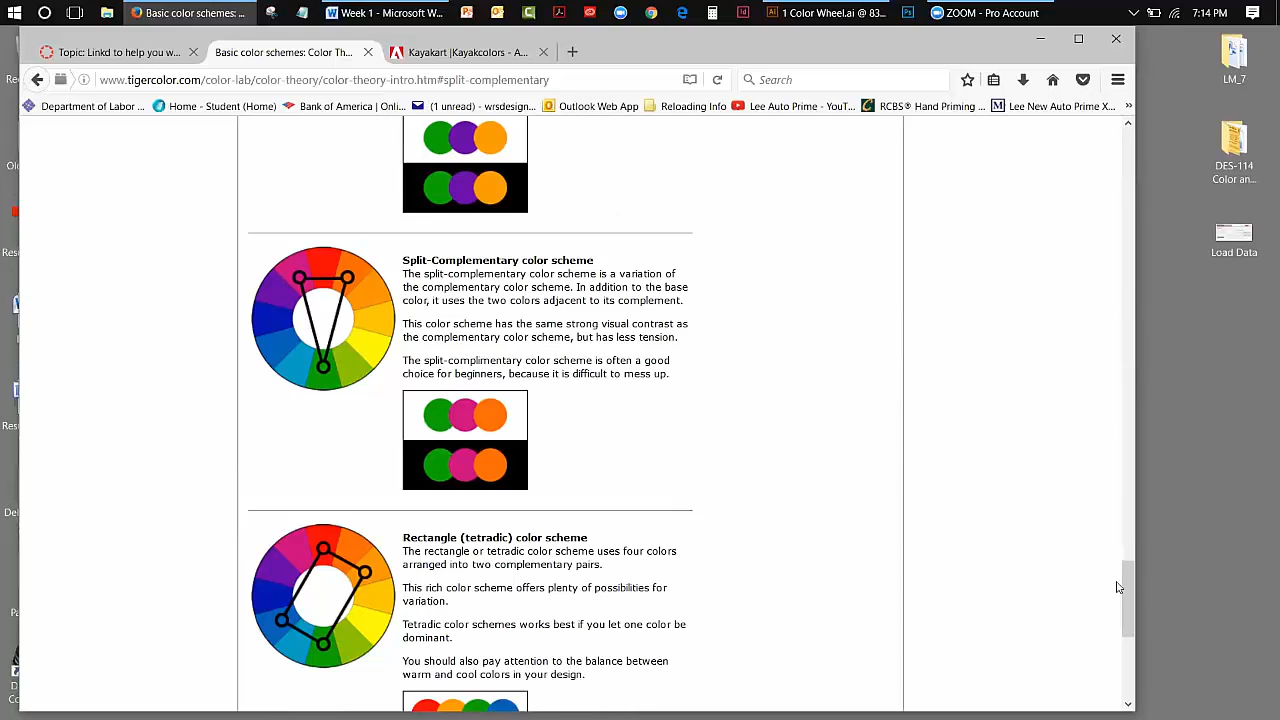 Basic color schemes: ...
Week 1 - Microsoft W...
1 Color Wheel.ai @ 83...
ZOOM - Pro Account
7:14 PM
Topic: Linkd to help you w...
Basic color schemes: Color Th...
Kayakart |Kayakcolors - A...
www.tigercolor.com/color-lab/color-theory/color-theory-intro.htm#split-complementary
Search
Department of Labor ...
Home - Student (Home)
Bank of America | Onli...
(1 unread) - wrsdesign...
Outlook Web App
Reloading Info
Lee Auto Prime - YouT...
RCBS® Hand Priming ...
Lee New Auto Prime X...
LM_7
DES-114
Color an...
Load Data
Split-Complementary color scheme
The split-complementary color scheme is a variation of
the complementary color scheme. In addition to the base
color, it uses the two colors adjacent to its complement.
This color scheme has the same strong visual contrast as
the complementary color scheme, but has less tension.
The split-complimentary color scheme is often a good
choice for beginners, because it is difficult to mess up.
Rectangle (tetradic) color scheme
The rectangle or tetradic color scheme uses four colors
arranged into two complementary pairs.
This rich color scheme offers plenty of possibilities for
variation.
Tetradic color schemes works best if you let one color be
dominant.
You should also pay attention to the balance between
warm and cool colors in your design.